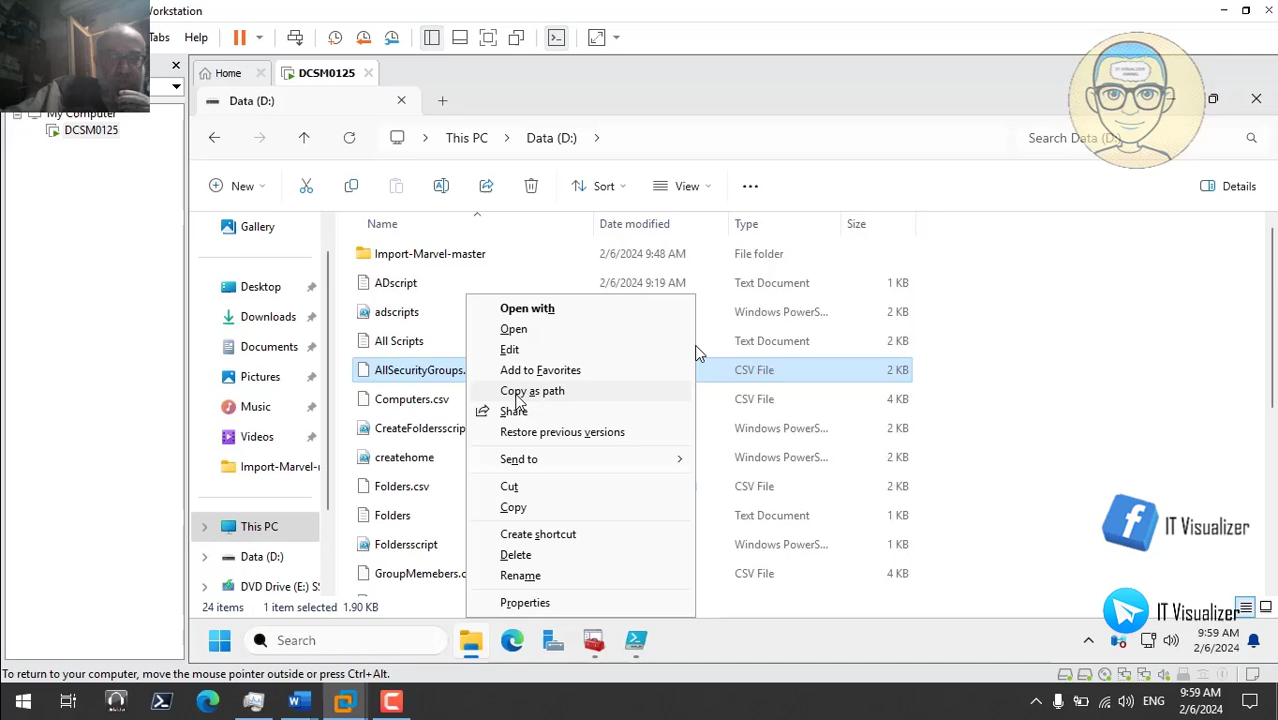 Workstation
Tabs Help
Home DCSM0125
My Computer
DCSM0125
Data (D:)
IT VISUALIZER
This PC Data (D:) Search Data (D:)
New Sort View Details
Name Date modified Type Size
Gallery
Desktop
Downloads
Documents
Pictures
Music
Videos
Import-Marvel-
This PC
Data (D:)
DVD Drive (E:) SS
Import-Marvel-master 2/6/2024 9:48 AM File folder
ADscript 2/6/2024 9:19 AM Text Document 1 KB
adscripts Windows PowerS... 2 KB
All Scripts Text Document 2 KB
AllSecurityGroups. CSV File 2 KB
Computers.csv CSV File 4 KB
CreateFolderscrip Windows PowerS... 2 KB
createhome Windows PowerS... 2 KB
Folders.csv CSV File 2 KB
Folders Text Document 1 KB
Foldersscript Windows PowerS... 1 KB
GroupMemebers.c CSV File 4 KB
Open with
Open
Edit
Add to Favorites
Copy as path
Share
Restore previous versions
Send to
Cut
Copy
Create shortcut
Delete
Rename
Properties
IT Visualizer
IT Visualizer
24 items 1 item selected 1.90 KB
Search
9:59 AM
2/6/2024
To return to your computer, move the mouse pointer outside or press Ctrl+Alt.
ENG
9:59 AM
2/6/2024